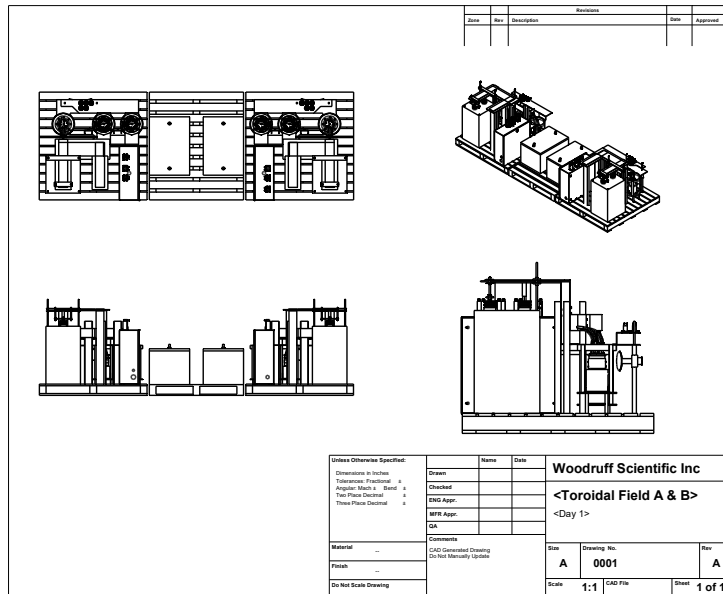 Revisions
Zone Rev Description Date Approved
Unless Otherwise Specified:
Dimensions in Inches
Tolerances: Fractional ±
Angular: Mach ± Bend ±
Two Place Decimal ±
Three Place Decimal ±
Material
--
Finish
--
Do Not Scale Drawing
Name Date
Drawn
Checked
ENG Appr.
MFR Appr.
QA
Comments
CAD Generated Drawing
Do Not Manually Update
Woodruff Scientific Inc
<Toroidal Field A & B>
<Day 1>
Size Drawing No. Rev
A 0001 A
Scale 1:1 CAD File Sheet 1 of 1